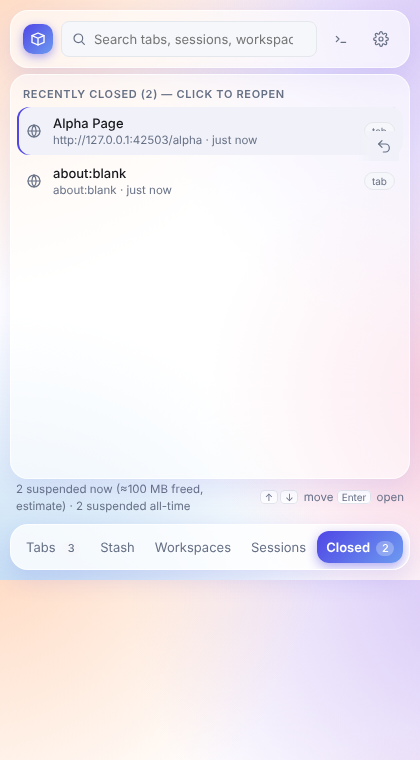 Search tabs, sessions, workspac
RECENTLY CLOSED (2) — CLICK TO REOPEN
Alpha Page
http://127.0.0.1:42503/alpha · just now
tab
about:blank
about:blank · just now
tab
2 suspended now (≈100 MB freed,
estimate) · 2 suspended all-time
↑ ↓ move Enter open
Tabs 3 Stash Workspaces Sessions Closed 2